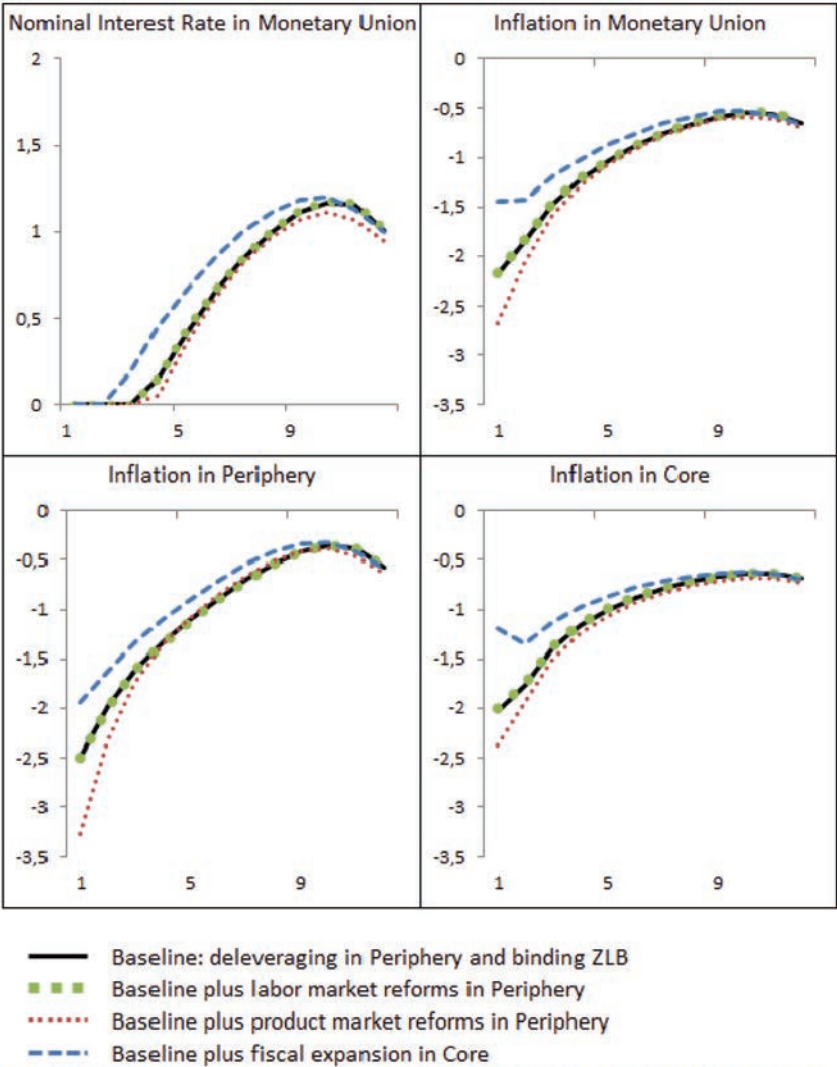 Nominal Interest Rate in Monetary Union
2
1,5
1
0,5
0
1 5 9
Inflation in Monetary Union
0
-0,5
-1
-1,5
-2
-2,5
-3
-3,5
1 5 9
Inflation in Periphery
0
-0,5
-1
-1,5
-2
-2,5
-3
-3,5
1 5 9
Inflation in Core
0
-0,5
-1
-1,5
-2
-2,5
-3
-3,5
1 5 9
Baseline: deleveraging in Periphery and binding ZLB
Baseline plus labor market reforms in Periphery
Baseline plus product market reforms in Periphery
Baseline plus fiscal expansion in Core